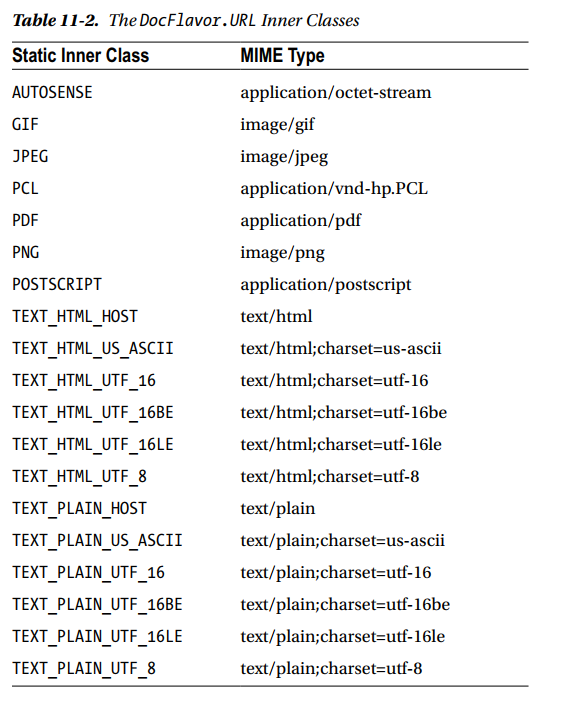 Table 11-2. The DocFlavor.URL Inner Classes
Static Inner Class MIME Type
AUTOSENSE application/octet-stream
GIF image/gif
JPEG image/jpeg
PCL application/vnd-hp.PCL
PDF application/pdf
PNG image/png
POSTSCRIPT application/postscript
TEXT_HTML_HOST text/html
TEXT_HTML_US_ASCII text/html;charset=us-ascii
TEXT_HTML_UTF_16 text/html;charset=utf-16
TEXT_HTML_UTF_16BE text/html;charset=utf-16be
TEXT_HTML_UTF_16LE text/html;charset=utf-16le
TEXT_HTML_UTF_8 text/html;charset=utf-8
TEXT_PLAIN_HOST text/plain
TEXT_PLAIN_US_ASCII text/plain;charset=us-ascii
TEXT_PLAIN_UTF_16 text/plain;charset=utf-16
TEXT_PLAIN_UTF_16BE text/plain;charset=utf-16be
TEXT_PLAIN_UTF_16LE text/plain;charset=utf-16le
TEXT_PLAIN_UTF_8 text/plain;charset=utf-8